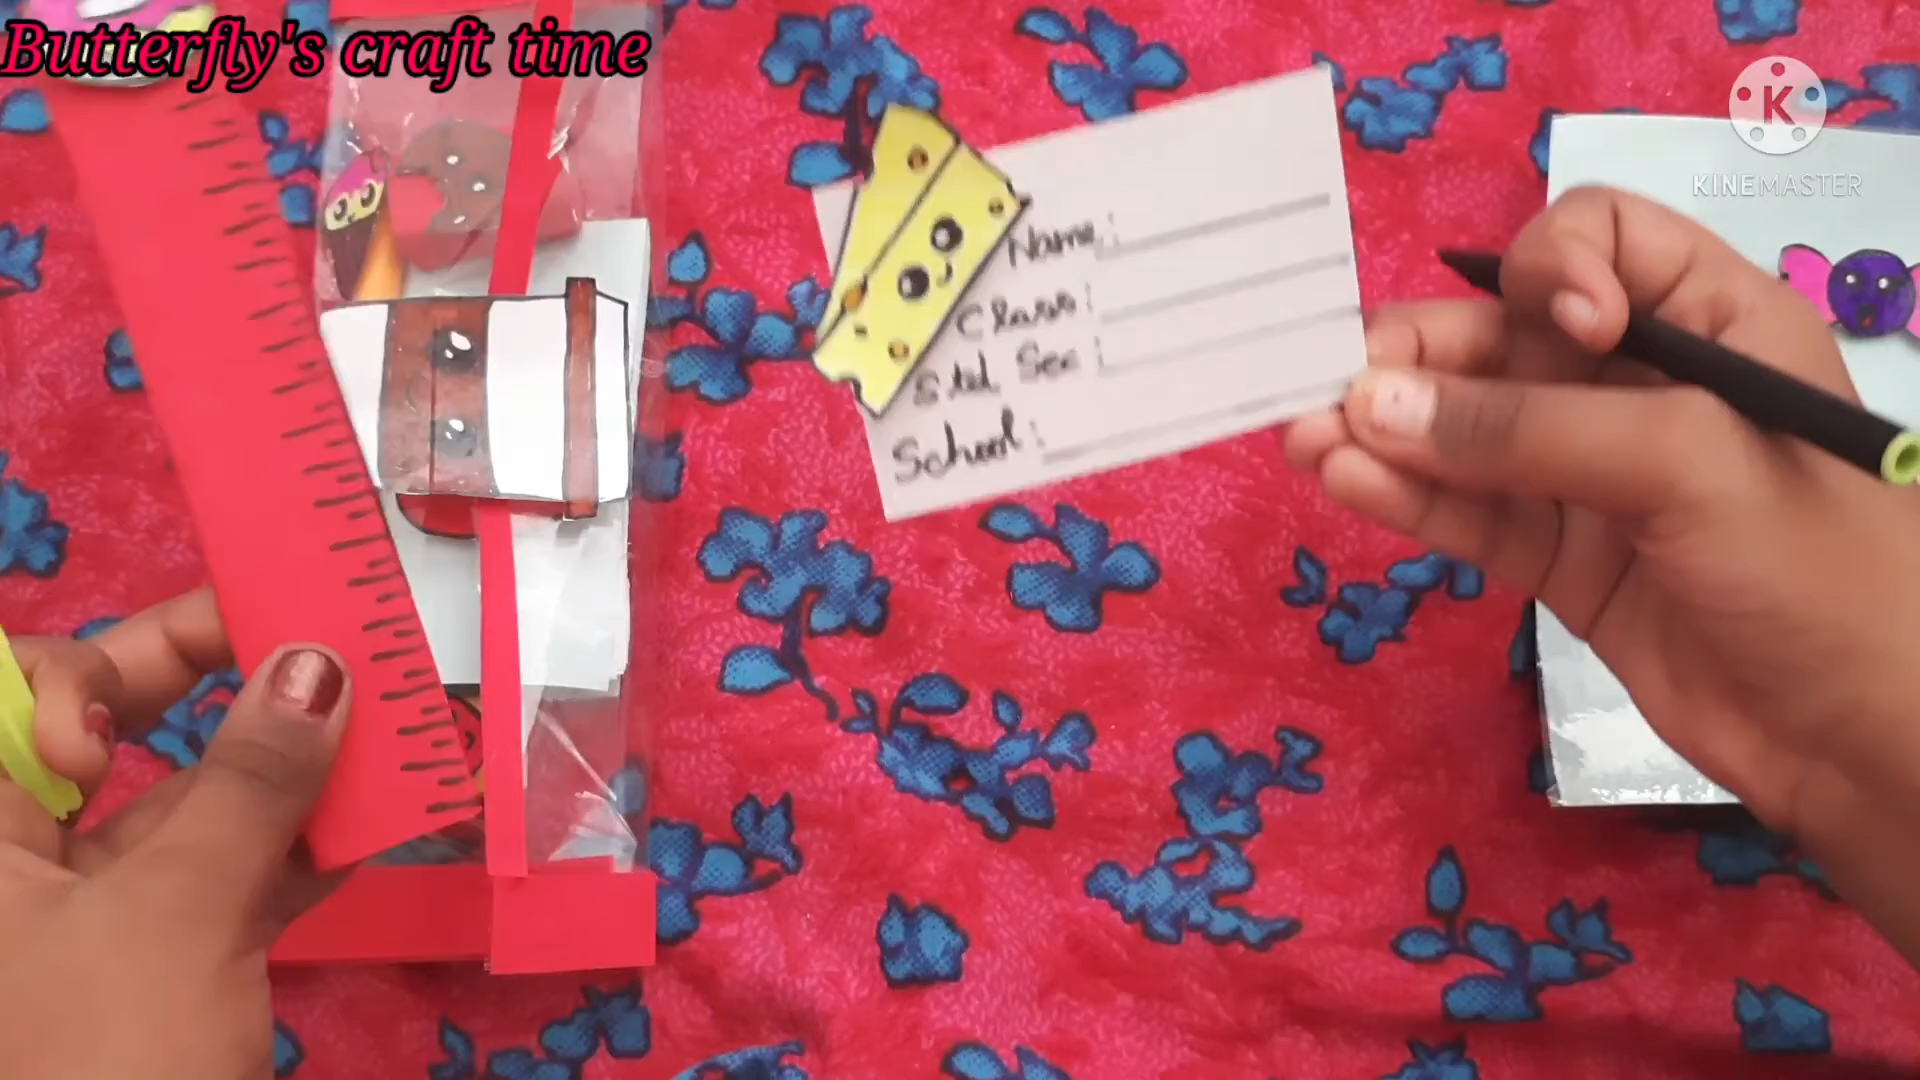 Butterfly's craft time
KINEMASTER
Name:
Class:
Std Sec:
School: